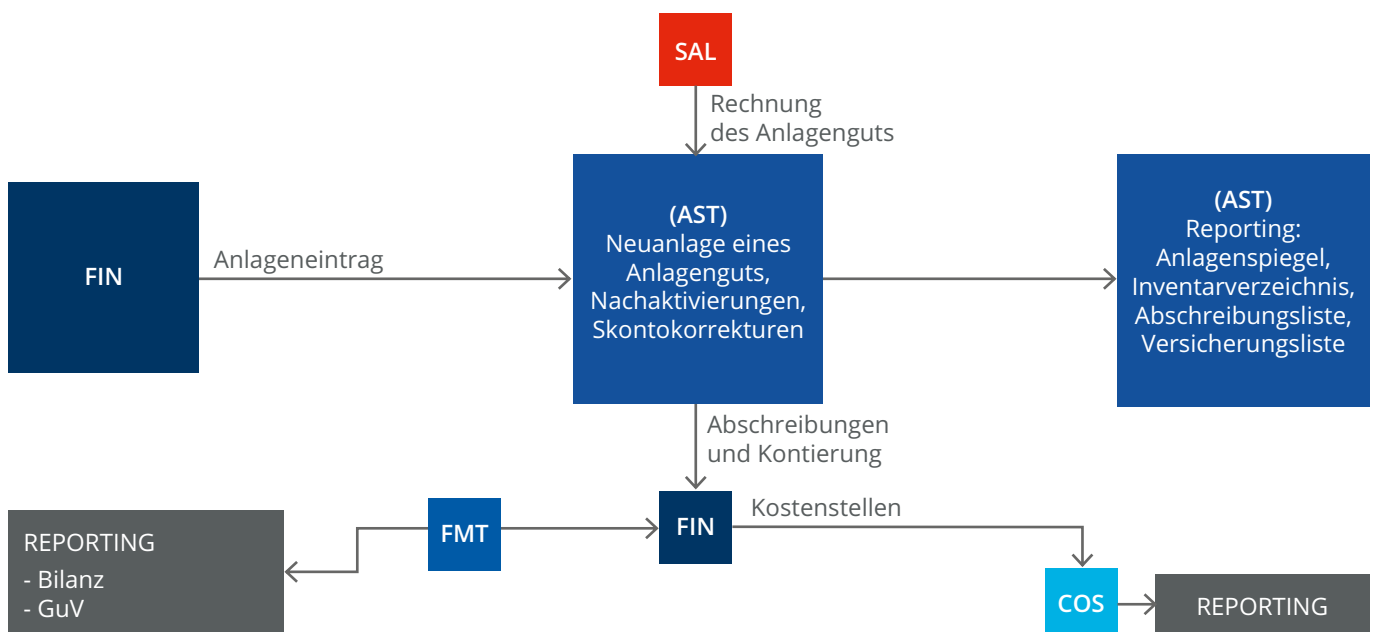 SAL
Rechnung
des Anlagenguts
FIN
Anlageneintrag
(AST)
Neuanlage eines
Anlagenguts,
Nachaktivierungen,
Skontokorrekturen
(AST)
Reporting:
Anlagenspiegel,
Inventarverzeichnis,
Abschreibungsliste,
Versicherungsliste
Abschreibungen
und Kontierung
REPORTING
- Bilanz
- GuV
FMT
FIN
Kostenstellen
COS
REPORTING